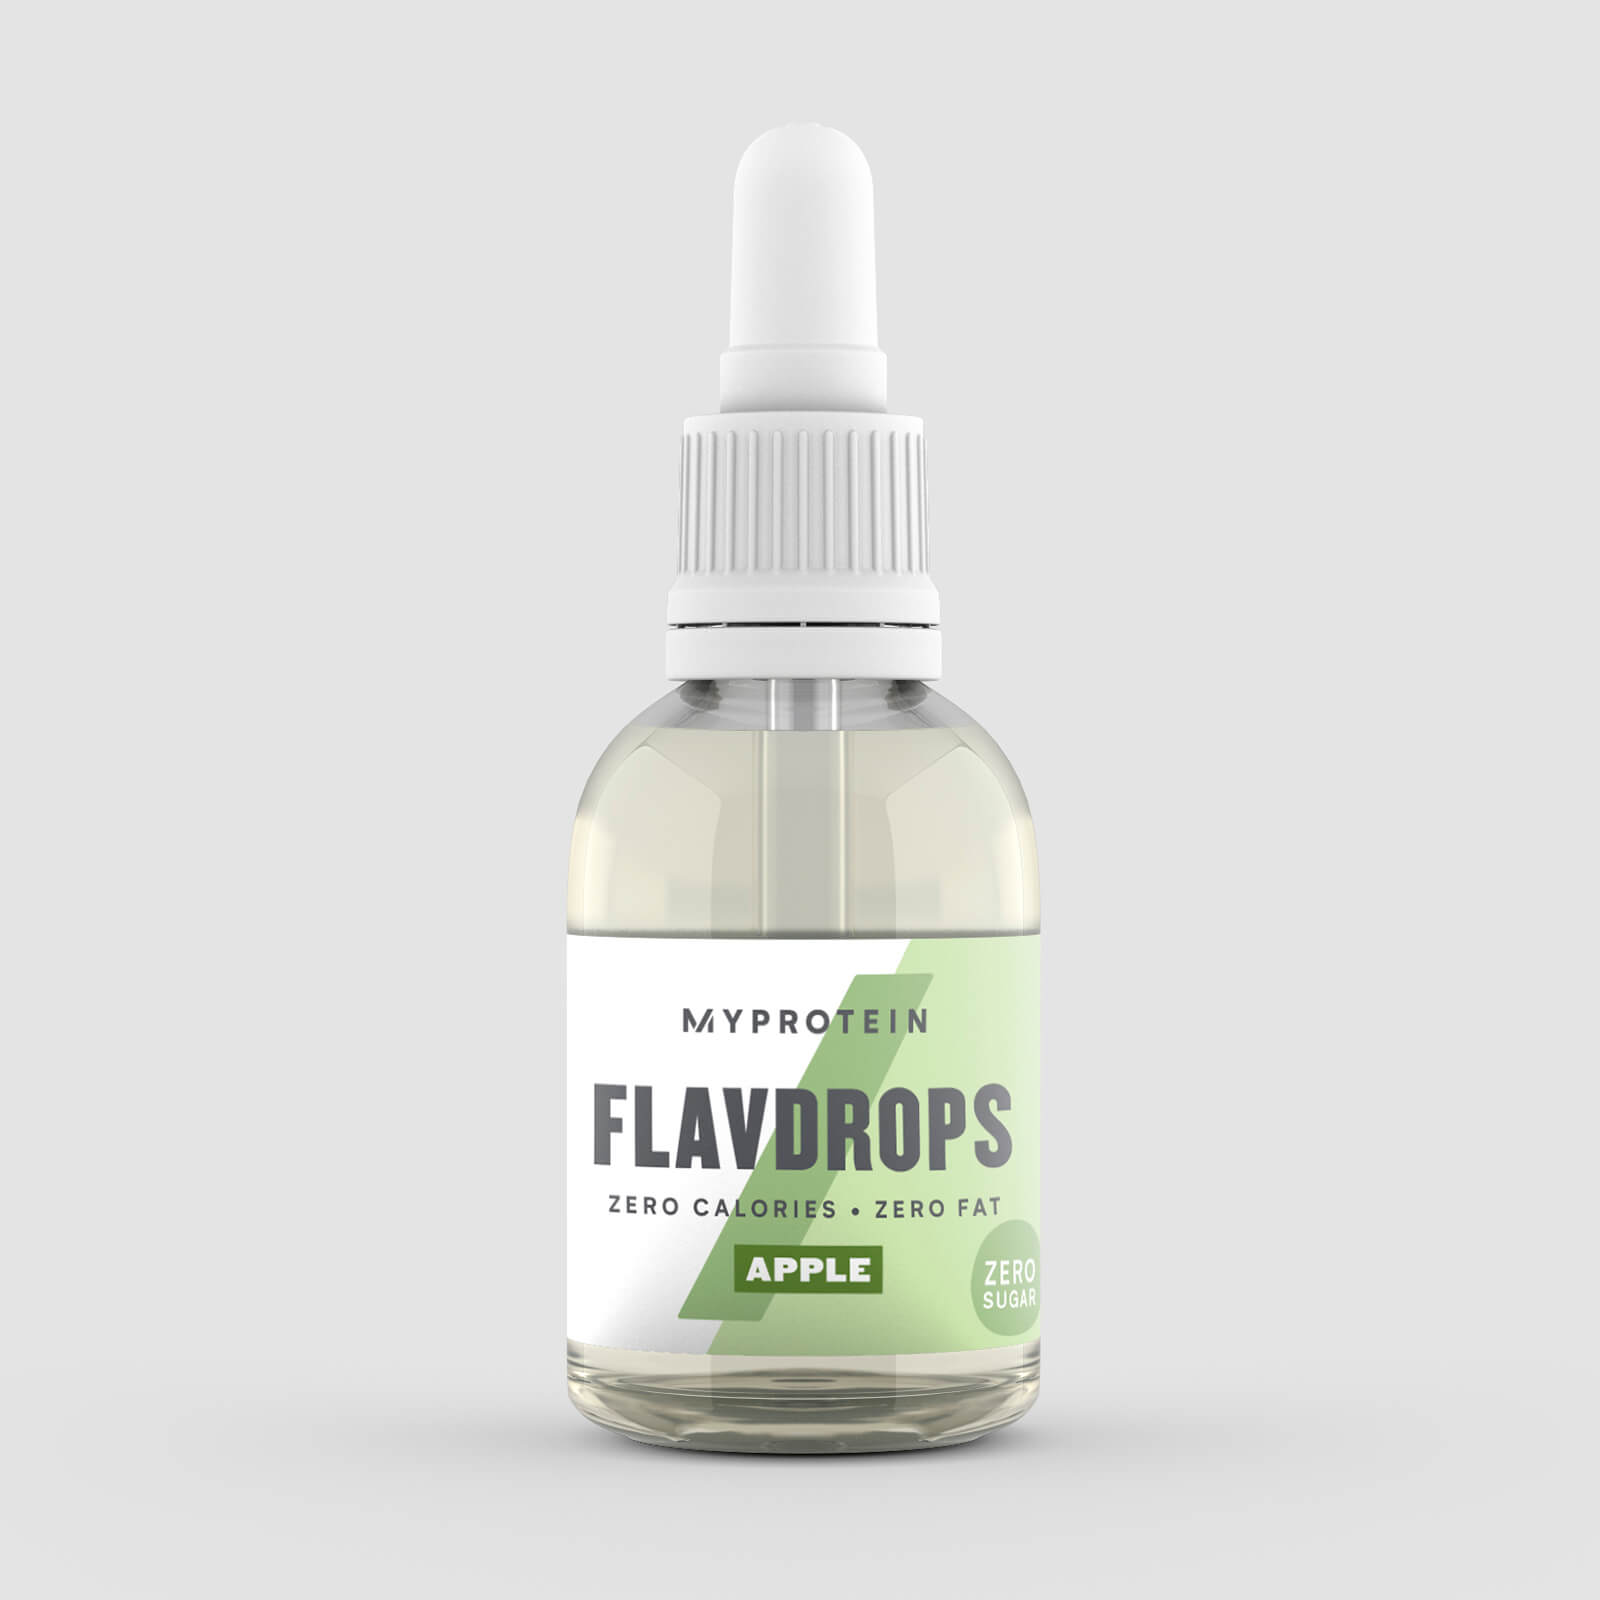 MYPROTEIN
FLAVDROPS
ZERO CALORIES • ZERO FAT
APPLE
ZERO
SUGAR